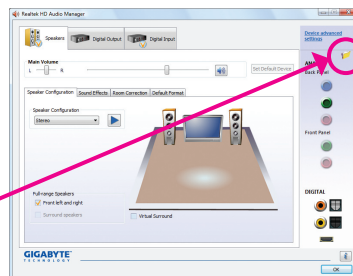 Realtek HD Audio Manager
Speakers
Digital Output
Digital Input
Device advanced
settings
Main Volume
L
R
Set Default Device
ANA
Back Panel
Speaker Configuration
Sound Effects
Room Correction
Default Format
Speaker Configuration
Stereo
Front Panel
Full-range Speakers
Front left and right
Surround speakers
Virtual Surround
DIGITAL
GIGABYTE
TECHNOLOGY
OK